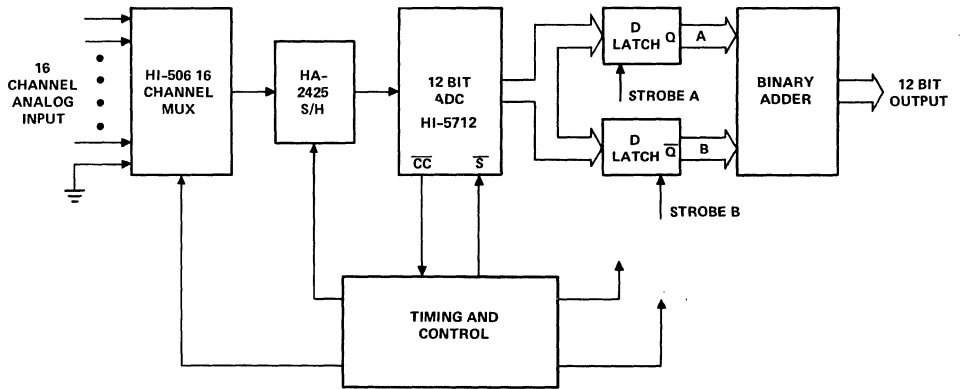 16
CHANNEL
ANALOG
INPUT
HI-506 16
CHANNEL
MUX
HA-
2425
S/H
12 BIT
ADC
HI-5712
CC
S
D
LATCH Q
A
STROBE A
D
LATCH Q
B
STROBE B
BINARY
ADDER
12 BIT
OUTPUT
TIMING AND
CONTROL